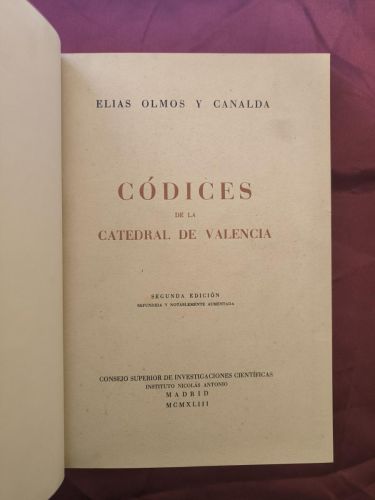 ELIAS OLMOS Y CANALDA
CÓDICES
DE LA
CATEDRAL DE VALENCIA
SEGUNDA EDICIÓN
REFUNDIDA Y NOTABLEMENTE AUMENTADA
CONSEJO SUPERIOR DE INVESTIGACIONES CIENTÍFICAS
INSTITUTO NICOLÁS ANTONIO
MADRID
MCMXLIII